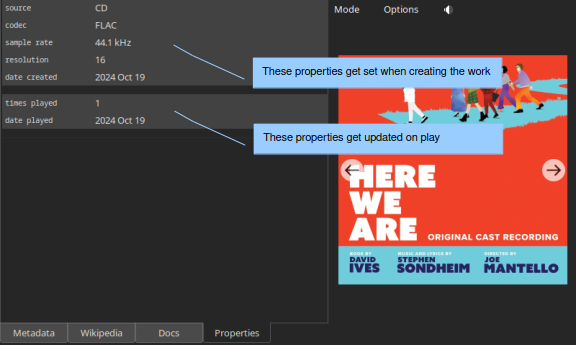 source CD
codec FLAC
sample rate 44.1 kHz
resolution 16
date created 2024 Oct 19
times played 1
date played 2024 Oct 19
Metadata Wikipedia Docs Properties
These properties get set when creating the work
These properties get updated on play
Mode Options
HERE
WE
ARE
ORIGINAL CAST RECORDING
BOOK BY
DAVID
IVES
MUSIC AND LYRICS BY
STEPHEN
SONDHEIM
DIRECTED BY
JOE
MANTELLO